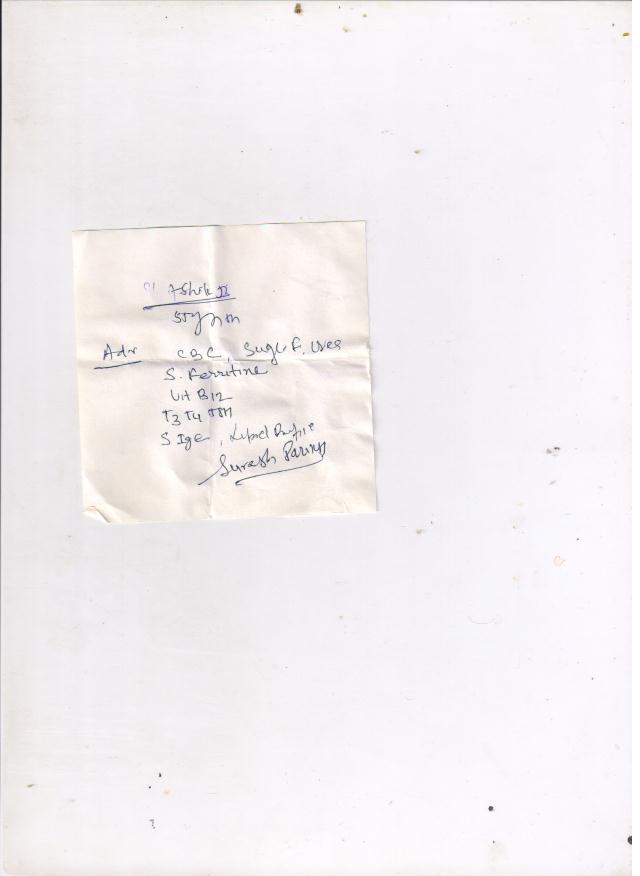 Ashok
57y m
Adv CBC, Sugar F, Urea
S. Ferritine
Vit B12
T3 T4 TSH
S Ige, Lipid Profile
Suresh